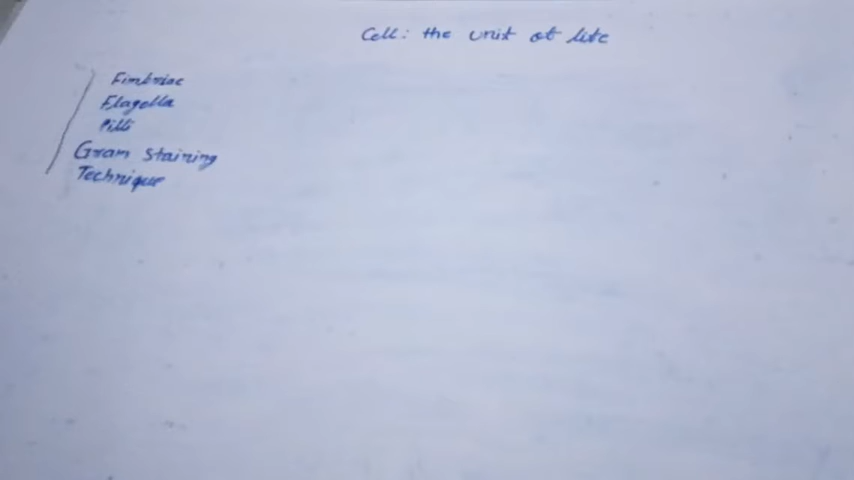 Cell: the unit of life
Fimbriae
Flagella
Pilli
Gram staining
Technique